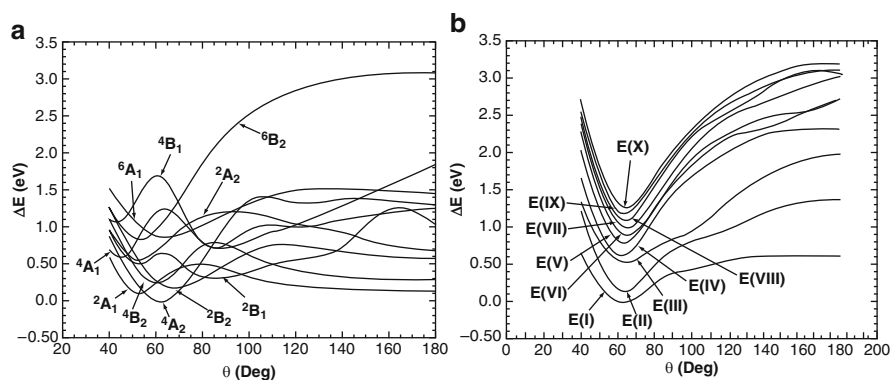 a
3.5
3.0
2.5
2.0
1.5
1.0
0.50
0.0
−0.50
ΔE (eV)
20 40 60 80 100 120 140 160 180
θ (Deg)
⁴B₁
⁶A₁
²A₂
⁶B₂
⁴A₁
²A₁
⁴B₂
⁴A₂
²B₂
²B₁
b
3.5
3.0
2.5
2.0
1.5
1.0
0.50
0.0
−0.50
ΔE (eV)
0 20 40 60 80 100 120 140 160 180 200
θ (Deg)
E(X)
E(IX)
E(VII)
E(V)
E(VI)
E(I)
E(II)
E(III)
E(IV)
E(VIII)